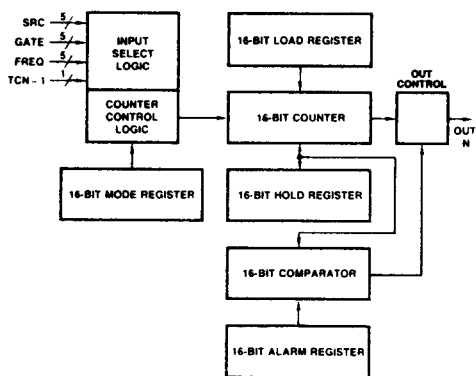 SRC 5
GATE 5
FREQ 5
TCN - 1 1
INPUT
SELECT
LOGIC
COUNTER
CONTROL
LOGIC
16-BIT MODE REGISTER
16-BIT LOAD REGISTER
16-BIT COUNTER
16-BIT HOLD REGISTER
16-BIT COMPARATOR
16-BIT ALARM REGISTER
OUT
CONTROL
OUT
N